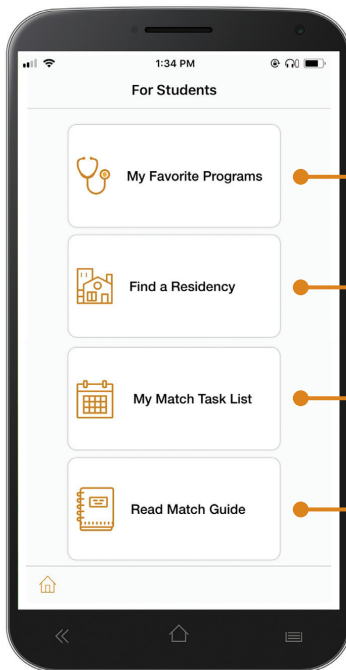 1:34 PM
For Students
My Favorite Programs
Find a Residency
My Match Task List
Read Match Guide